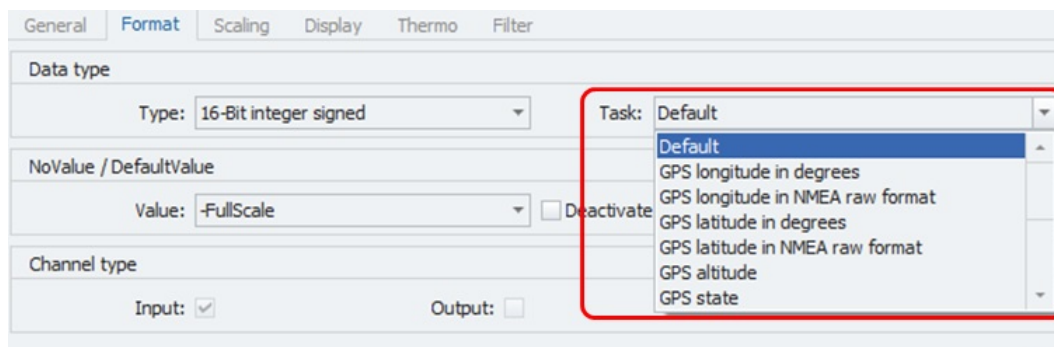 General Format Scaling Display Thermo Filter
Data type
Type: 16-Bit integer signed Task: Default
Default
GPS longitude in degrees
GPS longitude in NMEA raw format
GPS latitude in degrees
GPS latitude in NMEA raw format
GPS altitude
GPS state
NoValue / DefaultValue
Value: -FullScale Deactivate
Channel type
Input: Output: